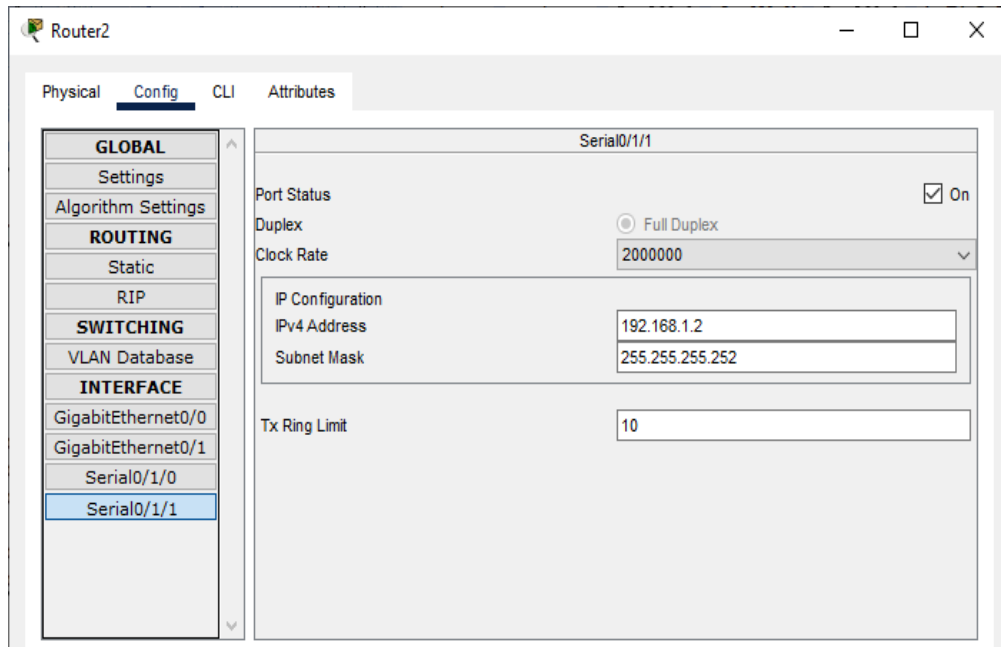 Router2
Physical Config CLI Attributes
GLOBAL
Settings
Algorithm Settings
ROUTING
Static
RIP
SWITCHING
VLAN Database
INTERFACE
GigabitEthernet0/0
GigabitEthernet0/1
Serial0/1/0
Serial0/1/1
Serial0/1/1
Port Status On
Duplex Full Duplex
Clock Rate 2000000
IP Configuration
IPv4 Address 192.168.1.2
Subnet Mask 255.255.255.252
Tx Ring Limit 10